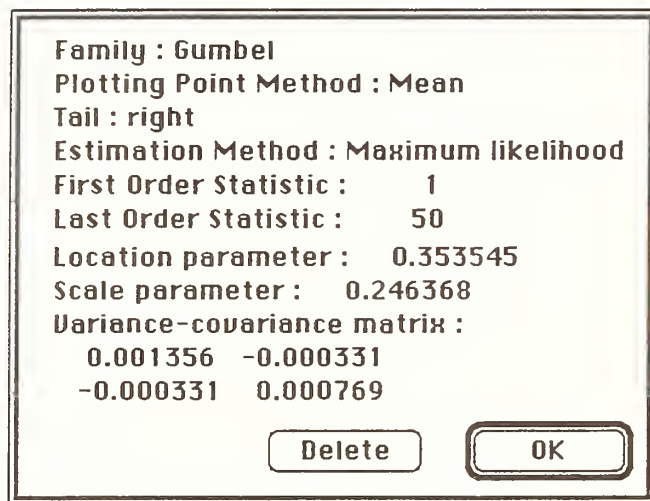 Family : Gumbel
Plotting Point Method : Mean
Tail : right
Estimation Method : Maximum likelihood
First Order Statistic : 1
Last Order Statistic : 50
Location parameter : 0.353545
Scale parameter : 0.246368
Variance-covariance matrix :
0.001356 -0.000331
-0.000331 0.000769
Delete OK